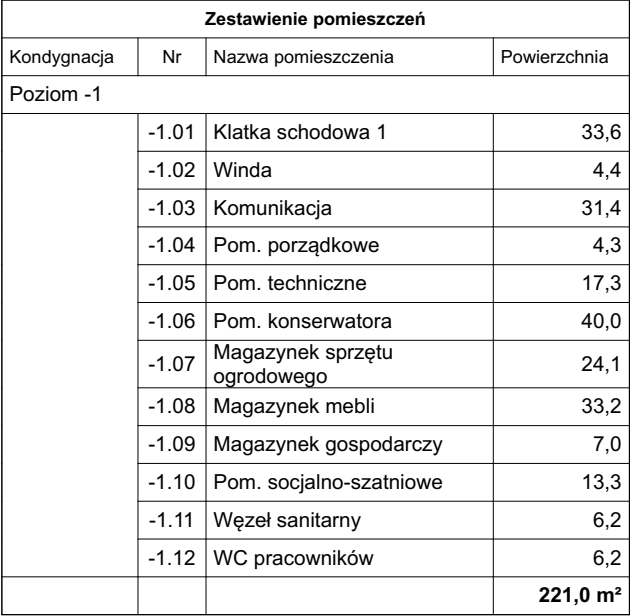 Zestawienie pomieszczeń
Kondygnacja Nr Nazwa pomieszczenia Powierzchnia
Poziom -1
-1.01 Klatka schodowa 1 33,6
-1.02 Winda 4,4
-1.03 Komunikacja 31,4
-1.04 Pom. porządkowe 4,3
-1.05 Pom. techniczne 17,3
-1.06 Pom. konserwatora 40,0
-1.07 Magazynek sprzętu
ogrodowego 24,1
-1.08 Magazynek mebli 33,2
-1.09 Magazynek gospodarczy 7,0
-1.10 Pom. socjalno-szatniowe 13,3
-1.11 Węzeł sanitarny 6,2
-1.12 WC pracowników 6,2
221,0 m²